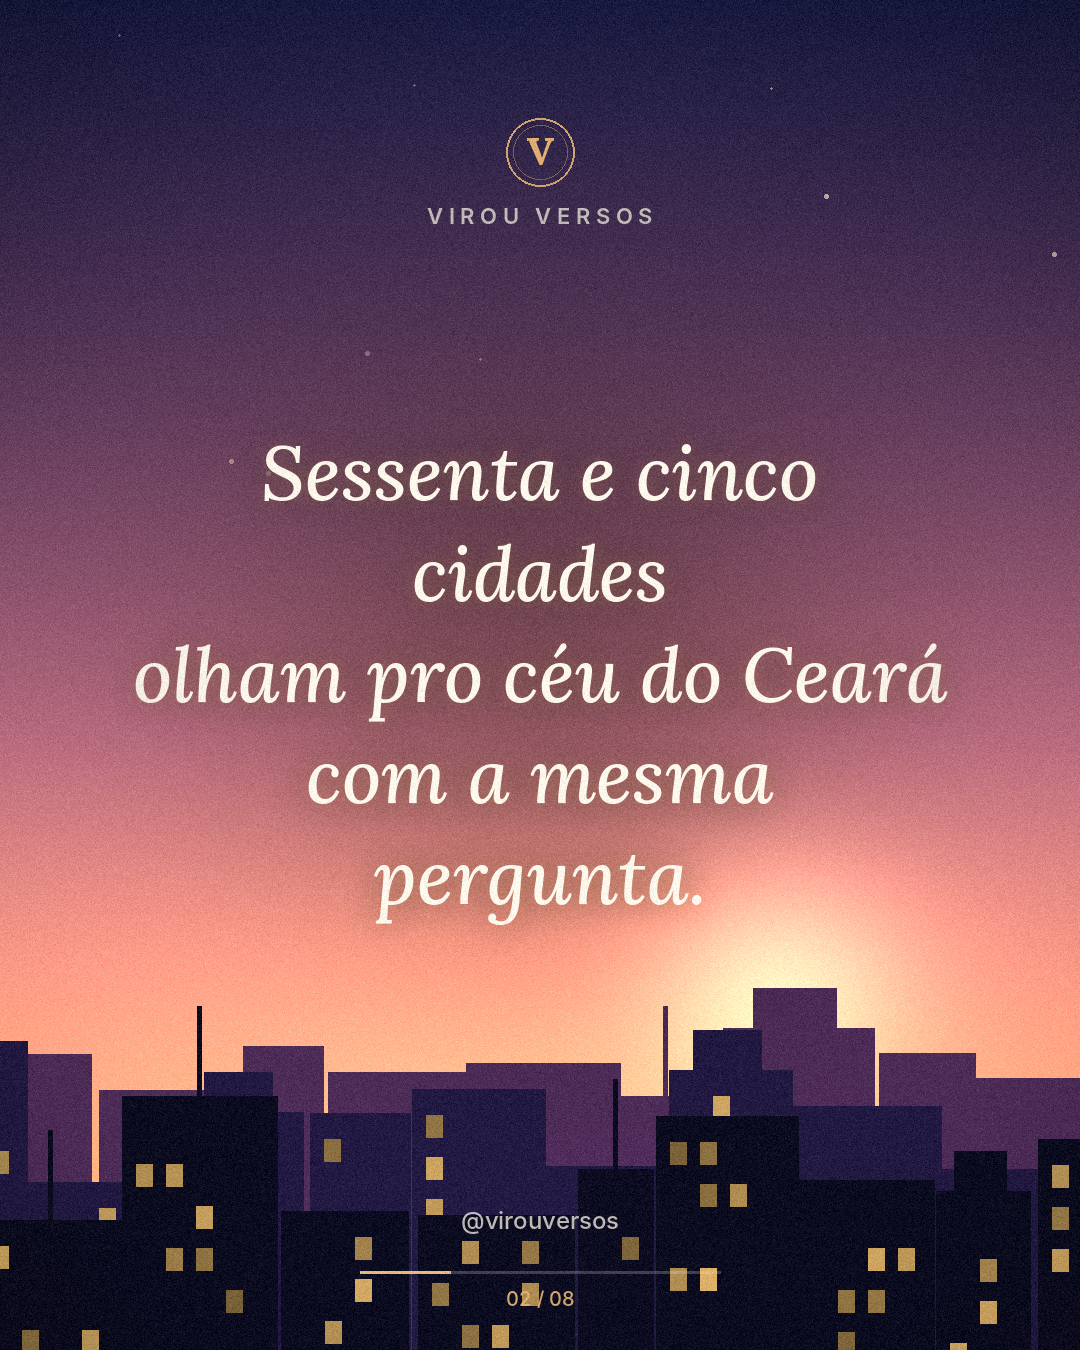 V
VIROU VERSOS
Sessenta e cinco
cidades
olham pro céu do Ceará
com a mesma
pergunta.
@virouversos
02 / 08